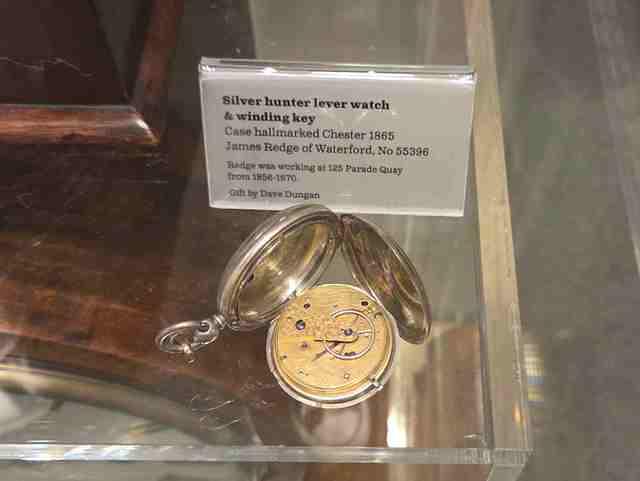 Silver hunter lever watch
& winding key
Case hallmarked Chester 1865
James Redge of Waterford, No 55396
Redge was working at 125 Parade Quay
from 1856-1870.
Gift by Dave Dungan